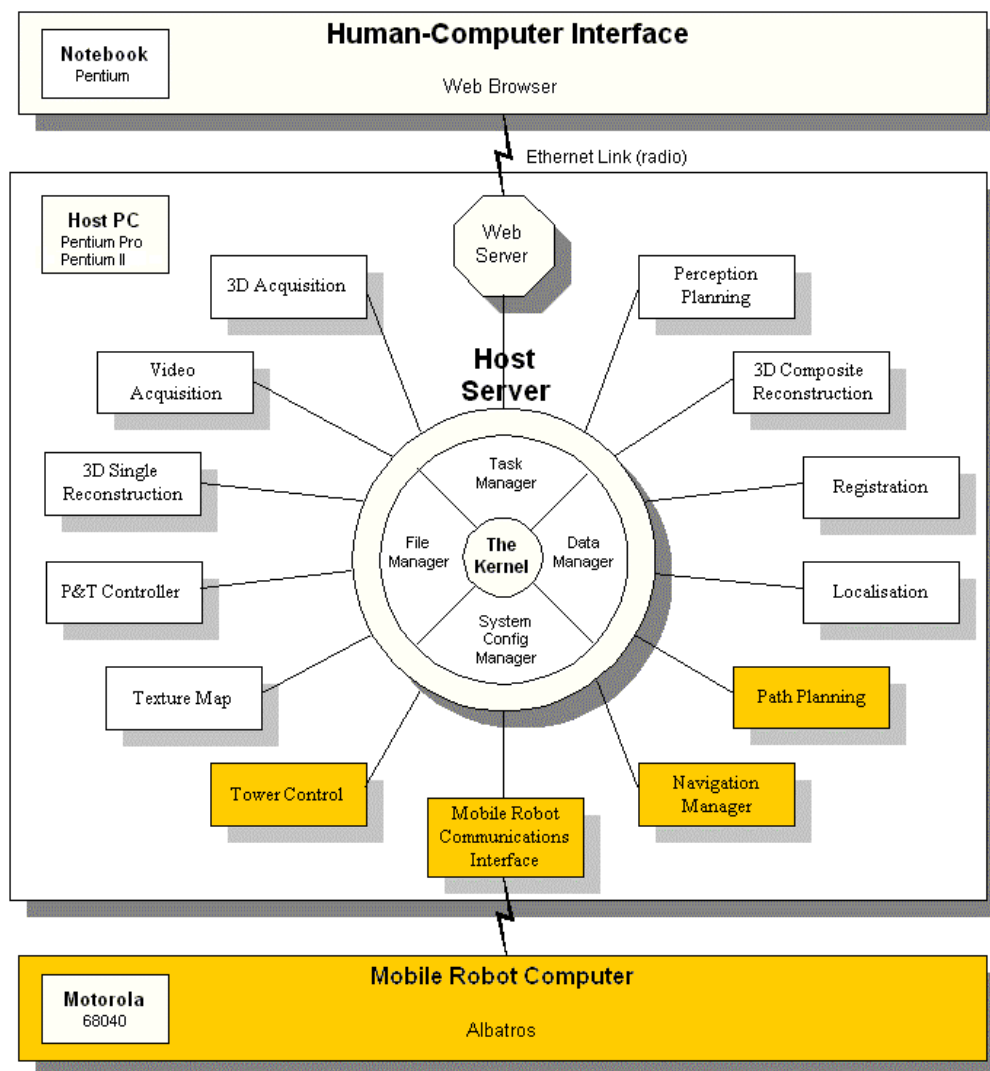 Human-Computer Interface
Notebook
Pentium
Web Browser
Ethernet Link (radio)
Host PC
Pentium Pro
Pentium II
Web
Server
3D Acquisition
Perception
Planning
Video
Acquisition
Host
Server
3D Composite
Reconstruction
3D Single
Reconstruction
Task
Manager
Registration
File
Manager
The
Kernel
Data
Manager
P&T Controller
Localisation
System
Config
Manager
Texture Map
Path Planning
Tower Control
Mobile Robot
Communications
Interface
Navigation
Manager
Mobile Robot Computer
Motorola
68040
Albatros